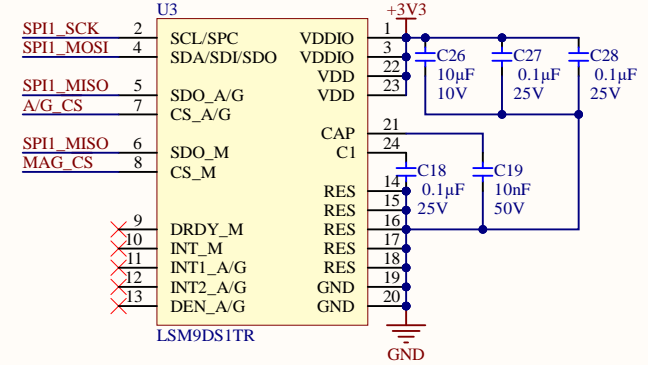 U3
+3V3
SPI1_SCK 2 SCL/SPC VDDIO 1
SPI1_MOSI 4 SDA/SDI/SDO VDDIO 3
VDD 22
SPI1_MISO 5 SDO_A/G VDD 23
A/G_CS 7 CS_A/G
C26 10µF 10V
C27 0.1µF 25V
C28 0.1µF 25V
CAP 21
SPI1_MISO 6 SDO_M C1 24
MAG_CS 8 CS_M
C18 0.1µF 25V
C19 10nF 50V
RES 14
RES 15
9 DRDY_M RES 16
10 INT_M RES 17
11 INT1_A/G RES 18
12 INT2_A/G GND 19
13 DEN_A/G GND 20
LSM9DS1TR
GND